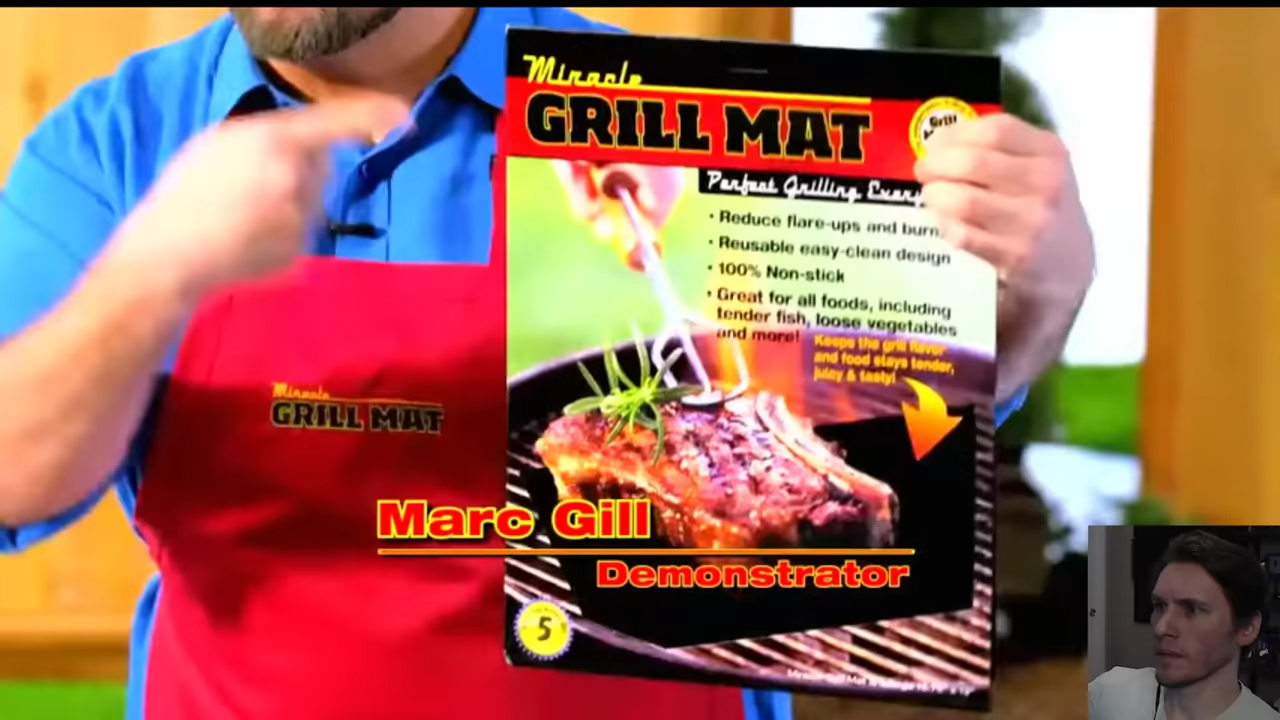 Miracle
GRILL MAT
Grill
Perfect Grilling Every
• Reduce flare-ups and burn
• Reusable easy-clean design
• 100% Non-stick
• Great for all foods, including
tender fish, loose vegetables
and more!
Keeps the grill flavor
and food stays tender,
juicy & tasty!
Miracle
GRILL MAT
Marc Gill
Demonstrator
5